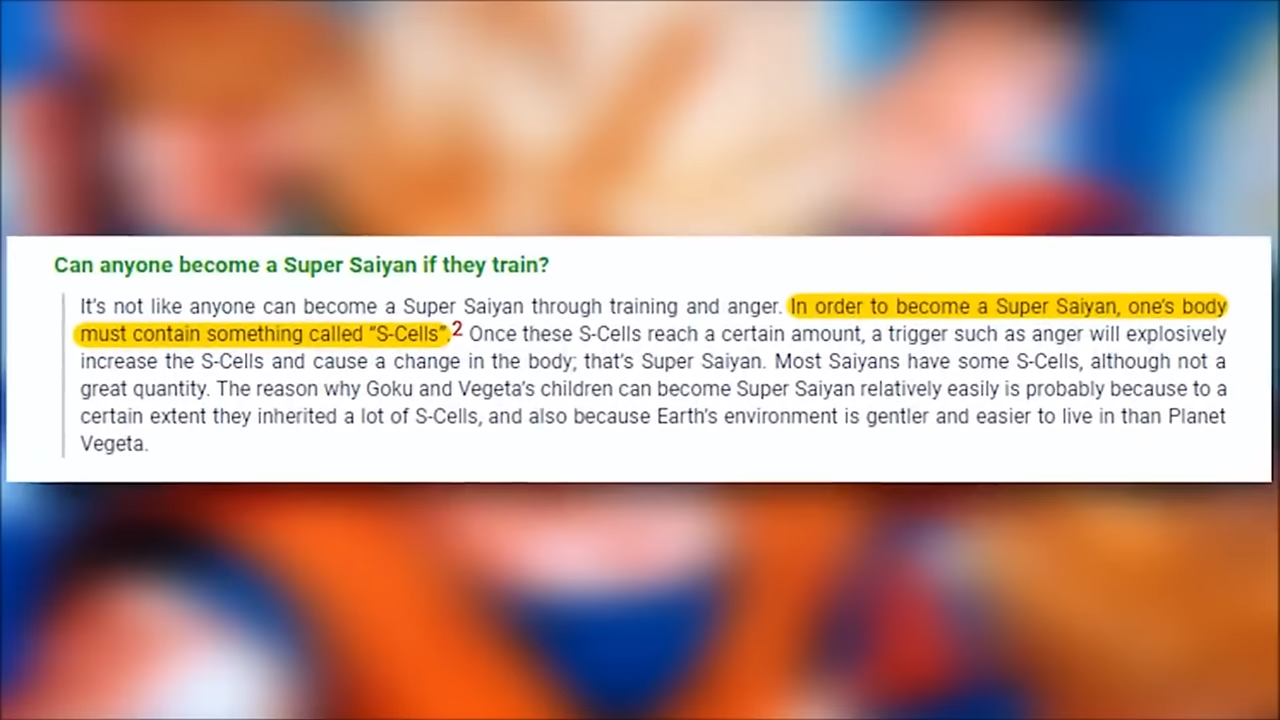 Can anyone become a Super Saiyan if they train?
It's not like anyone can become a Super Saiyan through training and anger. In order to become a Super Saiyan, one's body
must contain something called “S-Cells”.2 Once these S-Cells reach a certain amount, a trigger such as anger will explosively
increase the S-Cells and cause a change in the body; that's Super Saiyan. Most Saiyans have some S-Cells, although not a
great quantity. The reason why Goku and Vegeta's children can become Super Saiyan relatively easily is probably because to a
certain extent they inherited a lot of S-Cells, and also because Earth's environment is gentler and easier to live in than Planet
Vegeta.